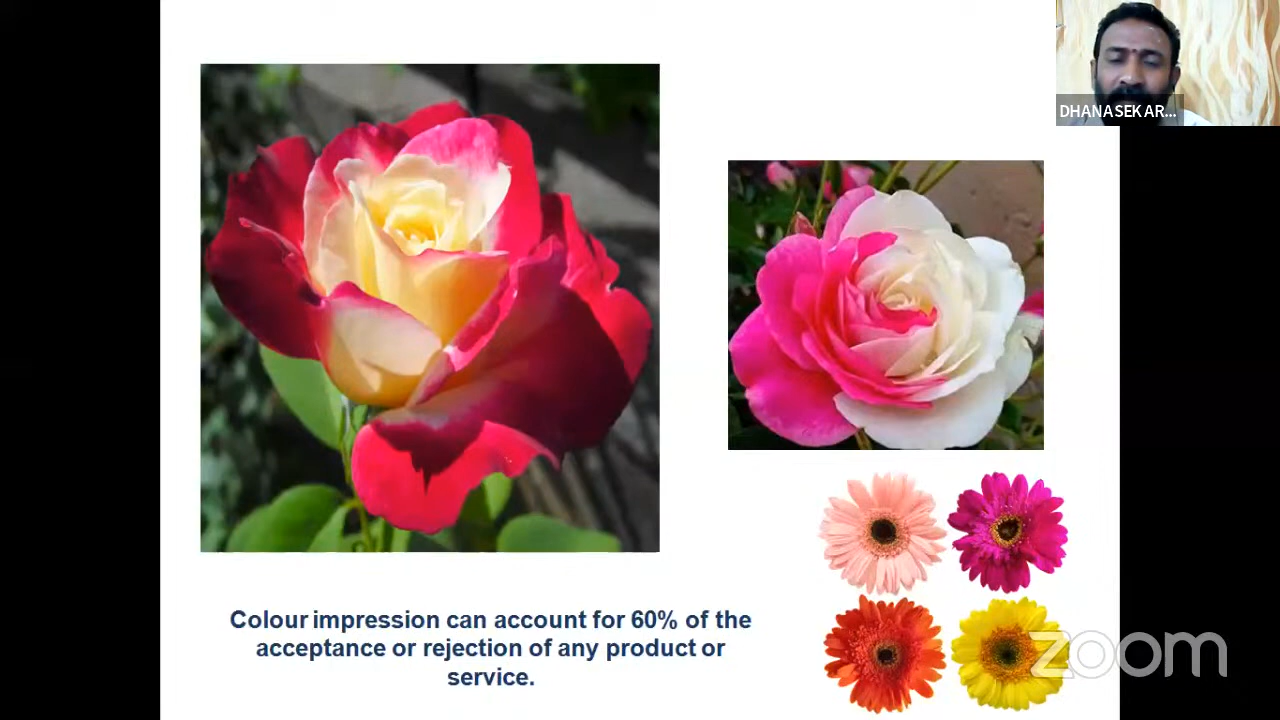 DHANASEKAR...
Colour impression can account for 60% of the
acceptance or rejection of any product or
service.
zoom